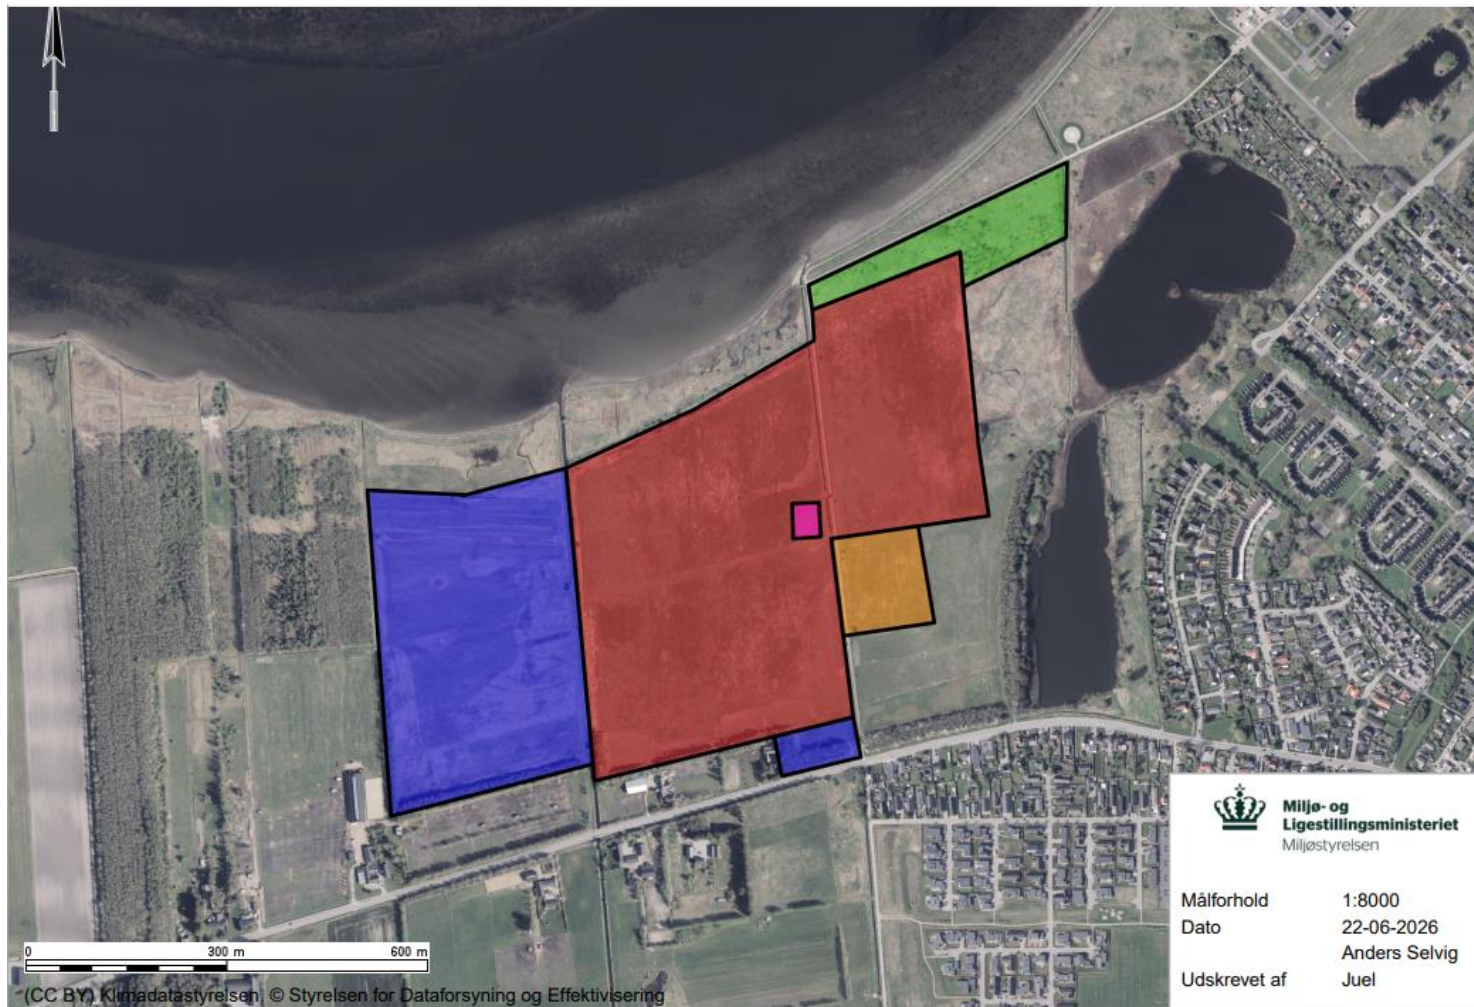 Miljø- og
Ligestillingsministeriet
Miljøstyrelsen
Målforhold 1:8000
Dato 22-06-2026
Anders Selvig
Udskrevet af Juel
0 300 m 600 m
(CC BY) Klimadatastyrelsen, © Styrelsen for Dataforsyning og Effektivisering